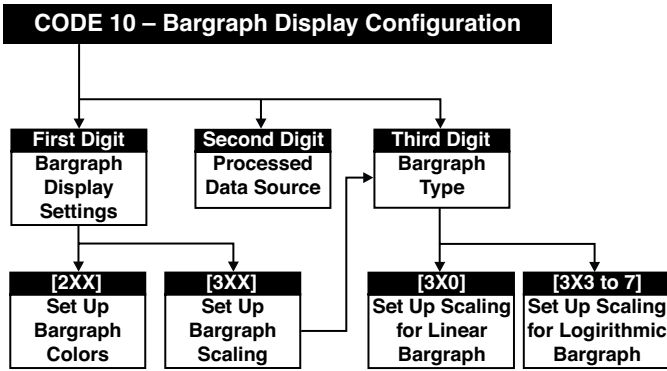 CODE 10 – Bargraph Display Configuration
First Digit
Bargraph
Display
Settings
Second Digit
Processed
Data Source
Third Digit
Bargraph
Type
[2XX]
Set Up
Bargraph
Colors
[3XX]
Set Up
Bargraph
Scaling
[3X0]
Set Up Scaling
for Linear
Bargraph
[3X3 to 7]
Set Up Scaling
for Logirithmic
Bargraph